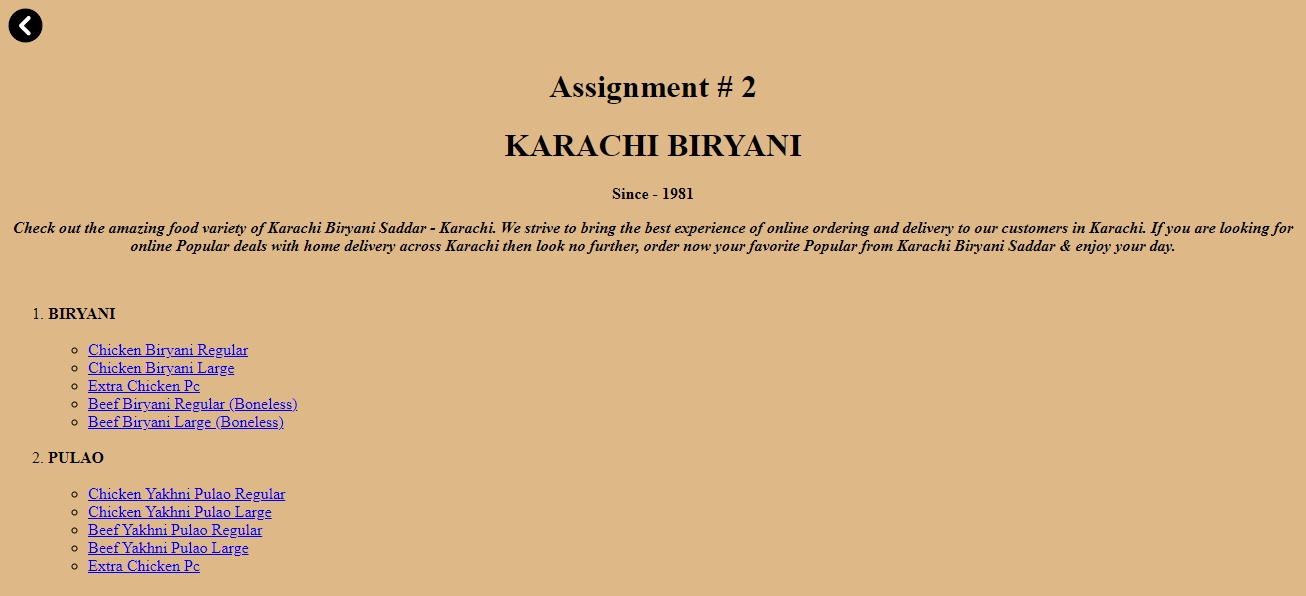 Assignment # 2
KARACHI BIRYANI
Since - 1981
Check out the amazing food variety of Karachi Biryani Saddar - Karachi. We strive to bring the best experience of online ordering and delivery to our customers in Karachi. If you are looking for
online Popular deals with home delivery across Karachi then look no further, order now your favorite Popular from Karachi Biryani Saddar & enjoy your day.
1. BIRYANI
Chicken Biryani Regular
Chicken Biryani Large
Extra Chicken Pc
Beef Biryani Regular (Boneless)
Beef Biryani Large (Boneless)
2. PULAO
Chicken Yakhni Pulao Regular
Chicken Yakhni Pulao Large
Beef Yakhni Pulao Regular
Beef Yakhni Pulao Large
Extra Chicken Pc